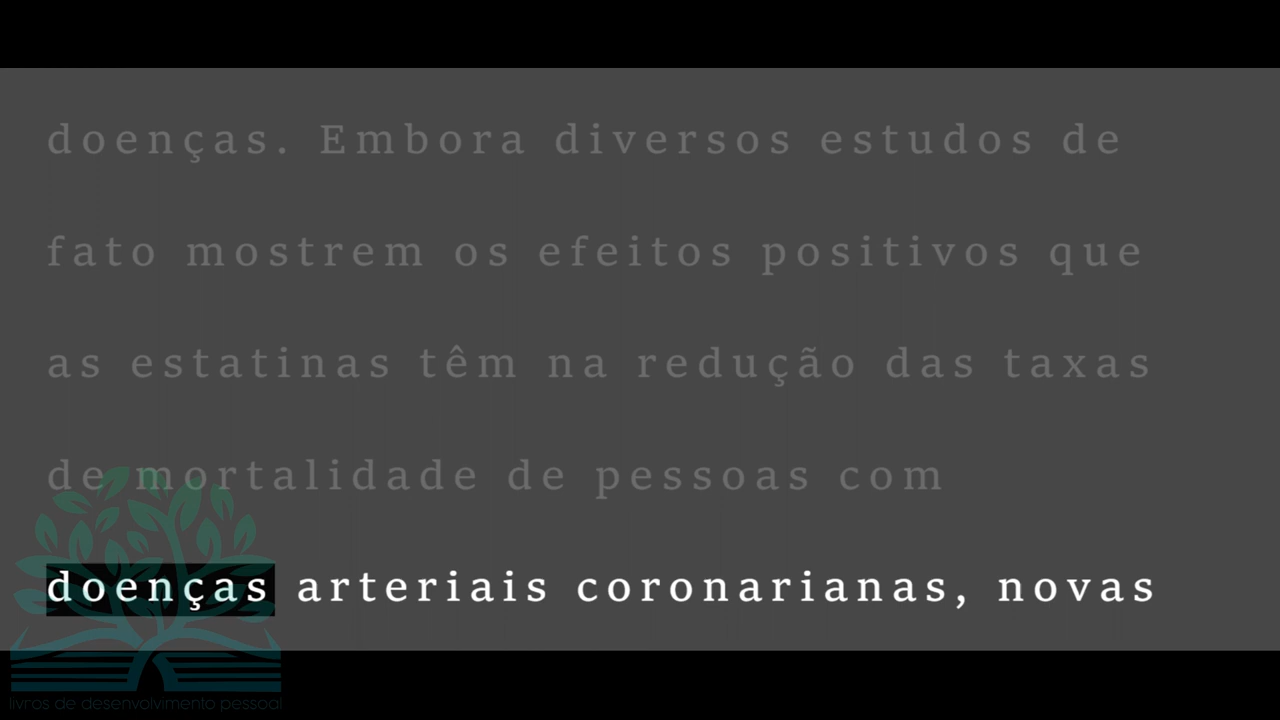 doenças. Embora diversos estudos de
fato mostrem os efeitos positivos que
as estatinas têm na redução das taxas
de mortalidade de pessoas com
doenças arteriais coronarianas, novas
livros de desenvolvimento pessoal